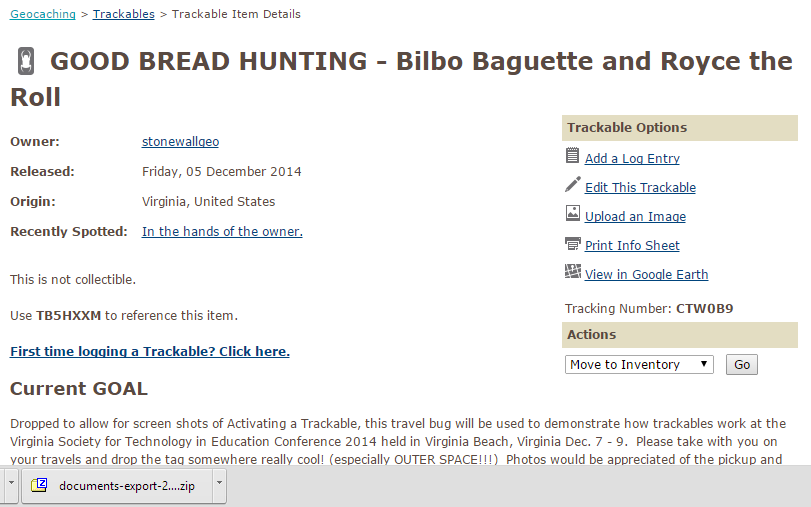 Geocaching > Trackables > Trackable Item Details
GOOD BREAD HUNTING - Bilbo Baguette and Royce the
Roll
Owner: stonewallgeo
Released: Friday, 05 December 2014
Origin: Virginia, United States
Recently Spotted: In the hands of the owner.
This is not collectible.
Use TB5HXXM to reference this item.
First time logging a Trackable? Click here.
Trackable Options
Add a Log Entry
Edit This Trackable
Upload an Image
Print Info Sheet
View in Google Earth
Tracking Number: CTW0B9
Actions
Move to Inventory Go
Current GOAL
Dropped to allow for screen shots of Activating a Trackable, this travel bug will be used to demonstrate how trackables work at the
Virginia Society for Technology in Education Conference 2014 held in Virginia Beach, Virginia Dec. 7 - 9.  Please take with you on
your travels and drop the tag somewhere really cool! (especially OUTER SPACE!!!)  Photos would be appreciated of the pickup and
documents-export-2....zip